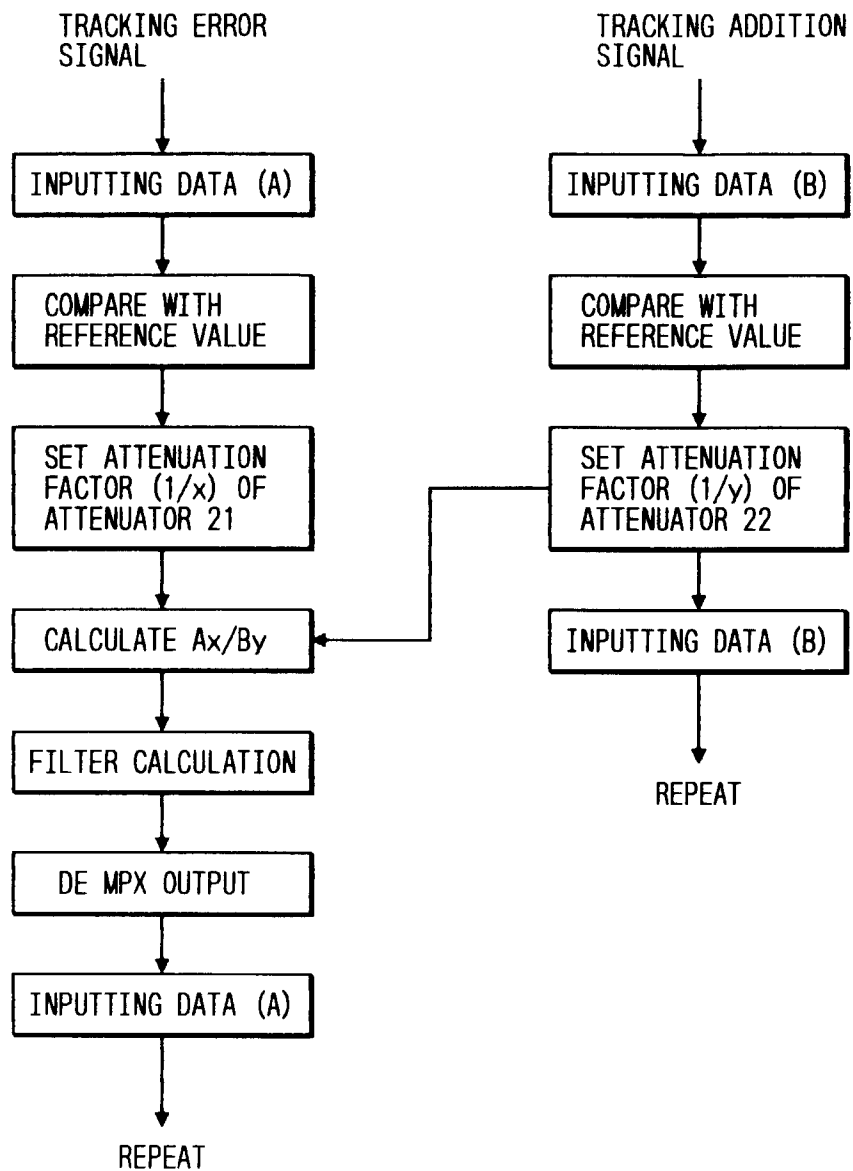 TRACKING ERROR
SIGNAL
INPUTTING DATA (A)
COMPARE WITH
REFERENCE VALUE
SET ATTENUATION
FACTOR (1/x) OF
ATTENUATOR 21
CALCULATE Ax/By
FILTER CALCULATION
DE MPX OUTPUT
INPUTTING DATA (A)
REPEAT
TRACKING ADDITION
SIGNAL
INPUTTING DATA (B)
COMPARE WITH
REFERENCE VALUE
SET ATTENUATION
FACTOR (1/y) OF
ATTENUATOR 22
INPUTTING DATA (B)
REPEAT